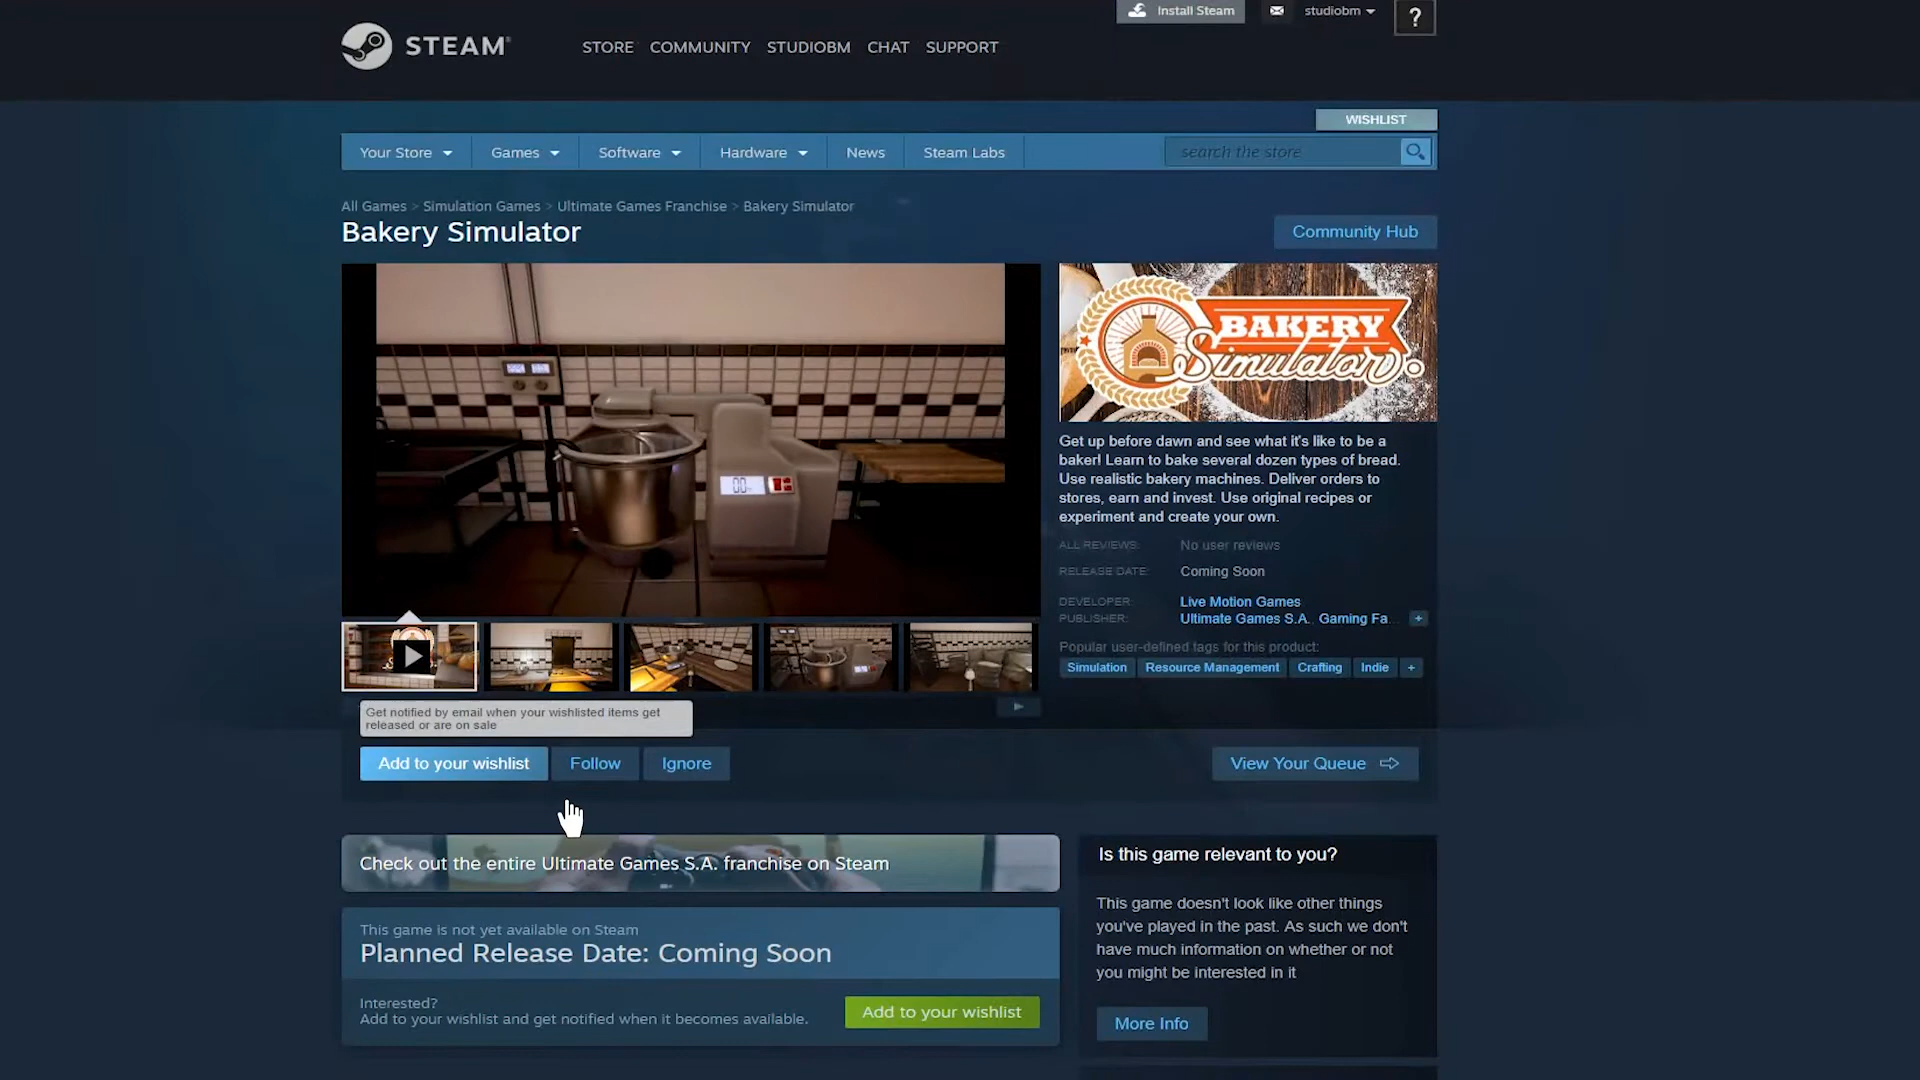 Install Steam
studiobm
?
STEAM
STORE COMMUNITY STUDIOBM CHAT SUPPORT
WISHLIST
Your Store Games Software Hardware News Steam Labs search the store
All Games > Simulation Games > Ultimate Games Franchise > Bakery Simulator
Bakery Simulator
Community Hub
BAKERY
Simulator
Get up before dawn and see what it's like to be a
baker! Learn to bake several dozen types of bread.
Use realistic bakery machines. Deliver orders to
stores, earn and invest. Use original recipes or
experiment and create your own.
ALL REVIEWS: No user reviews
RELEASE DATE: Coming Soon
DEVELOPER: Live Motion Games
PUBLISHER: Ultimate Games S.A., Gaming Fa... +
Popular user-defined tags for this product:
Simulation Resource Management Crafting Indie +
Get notified by email when your wishlisted items get
released or are on sale
Add to your wishlist Follow Ignore
View Your Queue
Check out the entire Ultimate Games S.A. franchise on Steam
This game is not yet available on Steam
Planned Release Date: Coming Soon
Interested?
Add to your wishlist and get notified when it becomes available.
Add to your wishlist
Is this game relevant to you?
This game doesn't look like other things
you've played in the past. As such we don't
have much information on whether or not
you might be interested in it
More Info